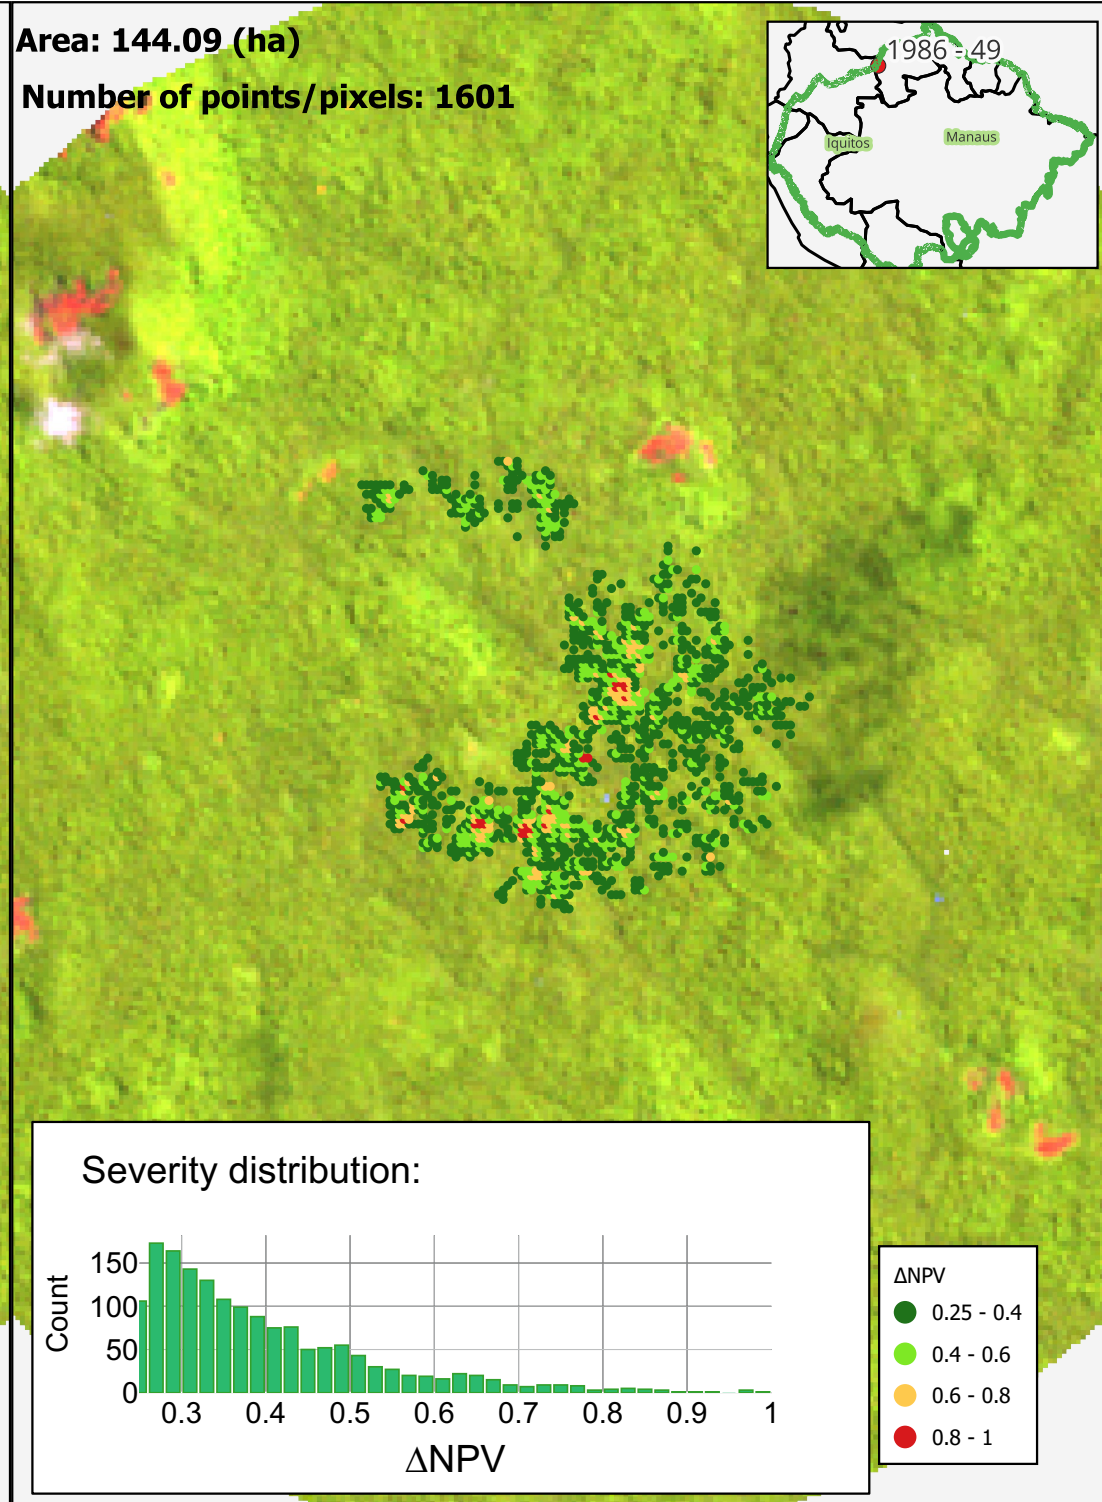 Area: 144.09 (ha)
Number of points/pixels: 1601
1986 - 49
Iquitos
Manaus
Severity distribution:
Count
150
100
50
0
0.3 0.4 0.5 0.6 0.7 0.8 0.9 1
ΔNPV
ΔNPV
0.25 - 0.4
0.4 - 0.6
0.6 - 0.8
0.8 - 1